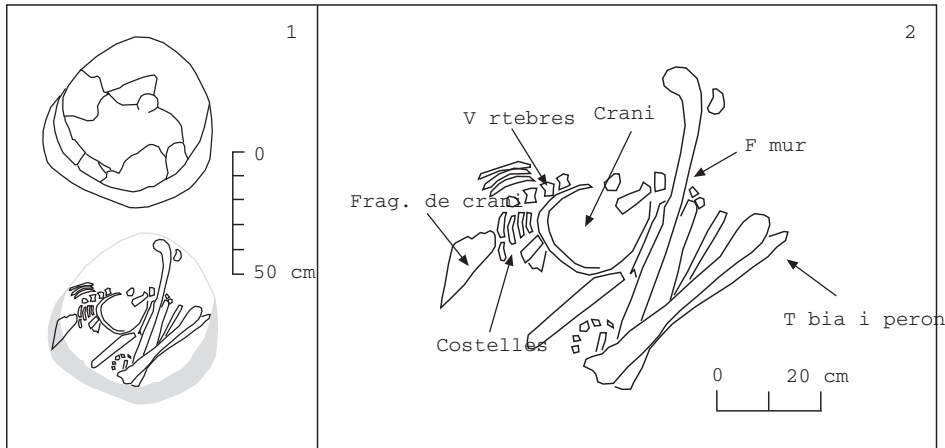 1
0
50 cm
2
V rtebres
Crani
F mur
Frag. de crani
Costelles
T bia i peron
0 20 cm